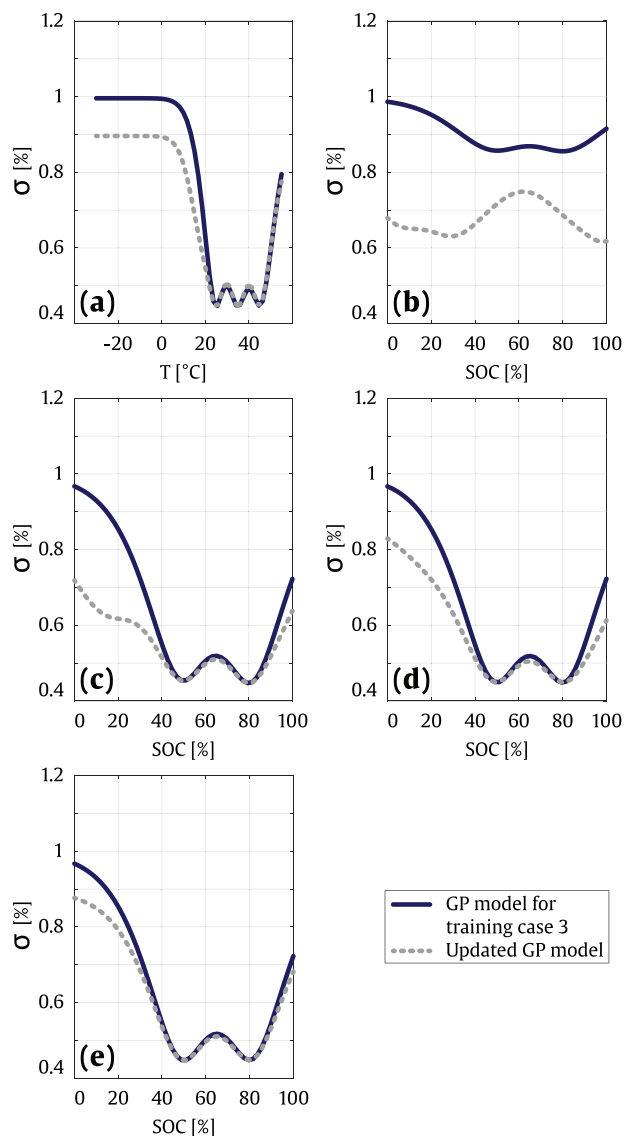 1.2
1
0.8
0.6
0.4
σ [%]
(a)
-20 0 20 40
T [°C]
1.2
1
0.8
0.6
0.4
σ [%]
(b)
0 20 40 60 80 100
SOC [%]
1.2
1
0.8
0.6
0.4
σ [%]
(c)
0 20 40 60 80 100
SOC [%]
1.2
1
0.8
0.6
0.4
σ [%]
(d)
0 20 40 60 80 100
SOC [%]
1.2
1
0.8
0.6
0.4
σ [%]
(e)
0 20 40 60 80 100
SOC [%]
GP model for
training case 3
Updated GP model